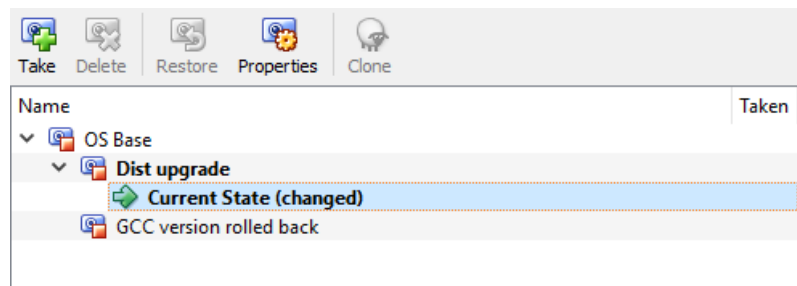 Take Delete Restore Properties Clone
Name Taken
OS Base
Dist upgrade
Current State (changed)
GCC version rolled back